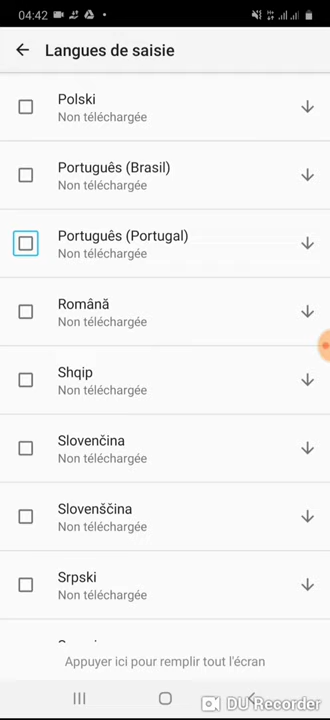 04:42
Langues de saisie
Polski
Non téléchargée
Português (Brasil)
Non téléchargée
Português (Portugal)
Non téléchargée
Română
Non téléchargée
Shqip
Non téléchargée
Slovenčina
Non téléchargée
Slovenščina
Non téléchargée
Srpski
Non téléchargée
Appuyer ici pour remplir tout l'écran
DU Recorder